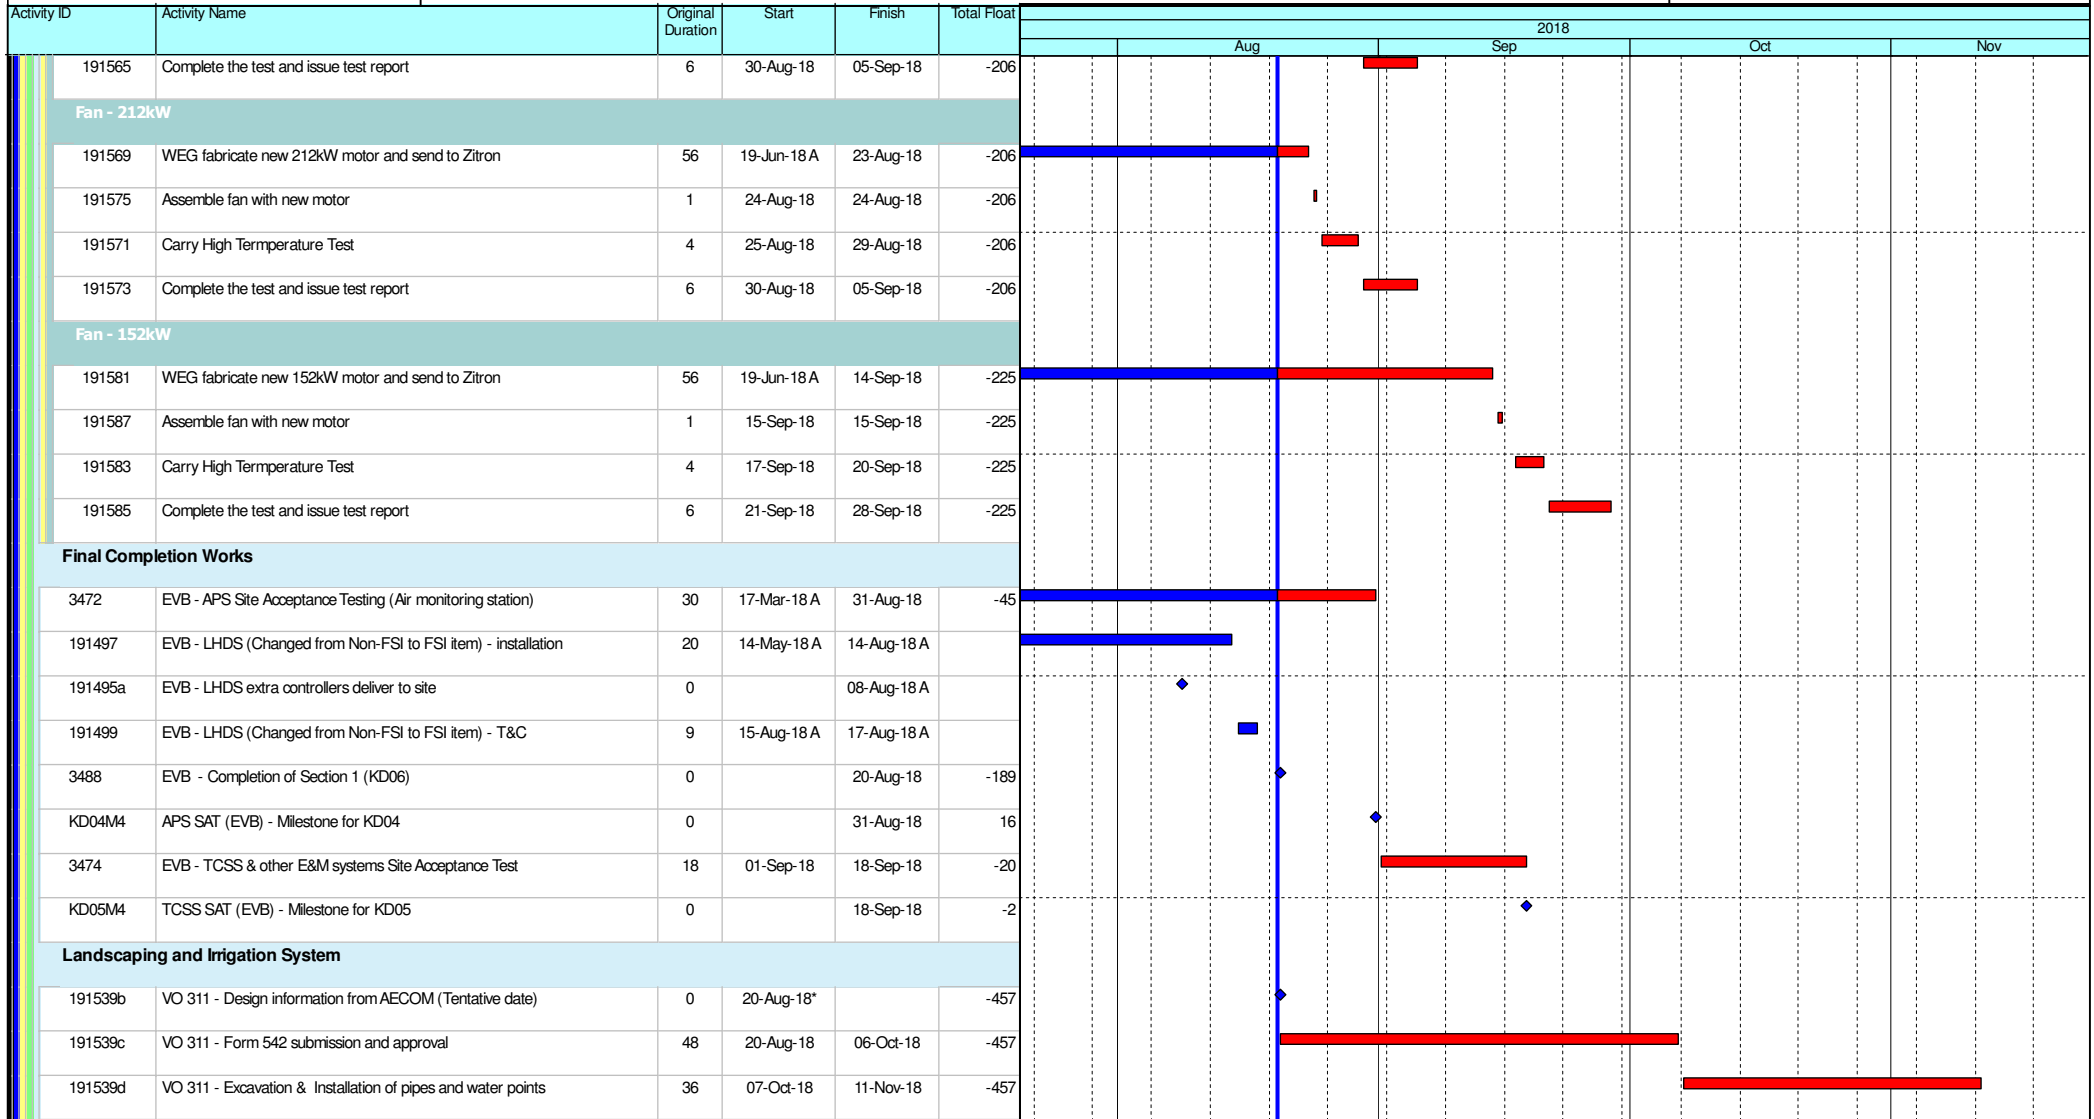 Activity ID Activity Name Original Duration Start Finish Total Float
2018
Aug Sep Oct Nov
191565 Complete the test and issue test report 6 30-Aug-18 05-Sep-18 -206
Fan - 212kW
191569 WEG fabricate new 212kW motor and send to Zitron 56 19-Jun-18 A 23-Aug-18 -206
191575 Assemble fan with new motor 1 24-Aug-18 24-Aug-18 -206
191571 Carry High Termperature Test 4 25-Aug-18 29-Aug-18 -206
191573 Complete the test and issue test report 6 30-Aug-18 05-Sep-18 -206
Fan - 152kW
191581 WEG fabricate new 152kW motor and send to Zitron 56 19-Jun-18 A 14-Sep-18 -225
191587 Assemble fan with new motor 1 15-Sep-18 15-Sep-18 -225
191583 Carry High Termperature Test 4 17-Sep-18 20-Sep-18 -225
191585 Complete the test and issue test report 6 21-Sep-18 28-Sep-18 -225
Final Completion Works
3472 EVB - APS Site Acceptance Testing (Air monitoring station) 30 17-Mar-18 A 31-Aug-18 -45
191497 EVB - LHDS (Changed from Non-FSI to FSI item) - installation 20 14-May-18 A 14-Aug-18 A
191495a EVB - LHDS extra controllers deliver to site 0 08-Aug-18 A
191499 EVB - LHDS (Changed from Non-FSI to FSI item) - T&C 9 15-Aug-18 A 17-Aug-18 A
3488 EVB - Completion of Section 1 (KD06) 0 20-Aug-18 -189
KD04M4 APS SAT (EVB) - Milestone for KD04 0 31-Aug-18 16
3474 EVB - TCSS & other E&M systems Site Acceptance Test 18 01-Sep-18 18-Sep-18 -20
KD05M4 TCSS SAT (EVB) - Milestone for KD05 0 18-Sep-18 -2
Landscaping and Irrigation System
191539b VO 311 - Design information from AECOM (Tentative date) 0 20-Aug-18* -457
191539c VO 311 - Form 542 submission and approval 48 20-Aug-18 06-Oct-18 -457
191539d VO 311 - Excavation & Installation of pipes and water points 36 07-Oct-18 11-Nov-18 -457